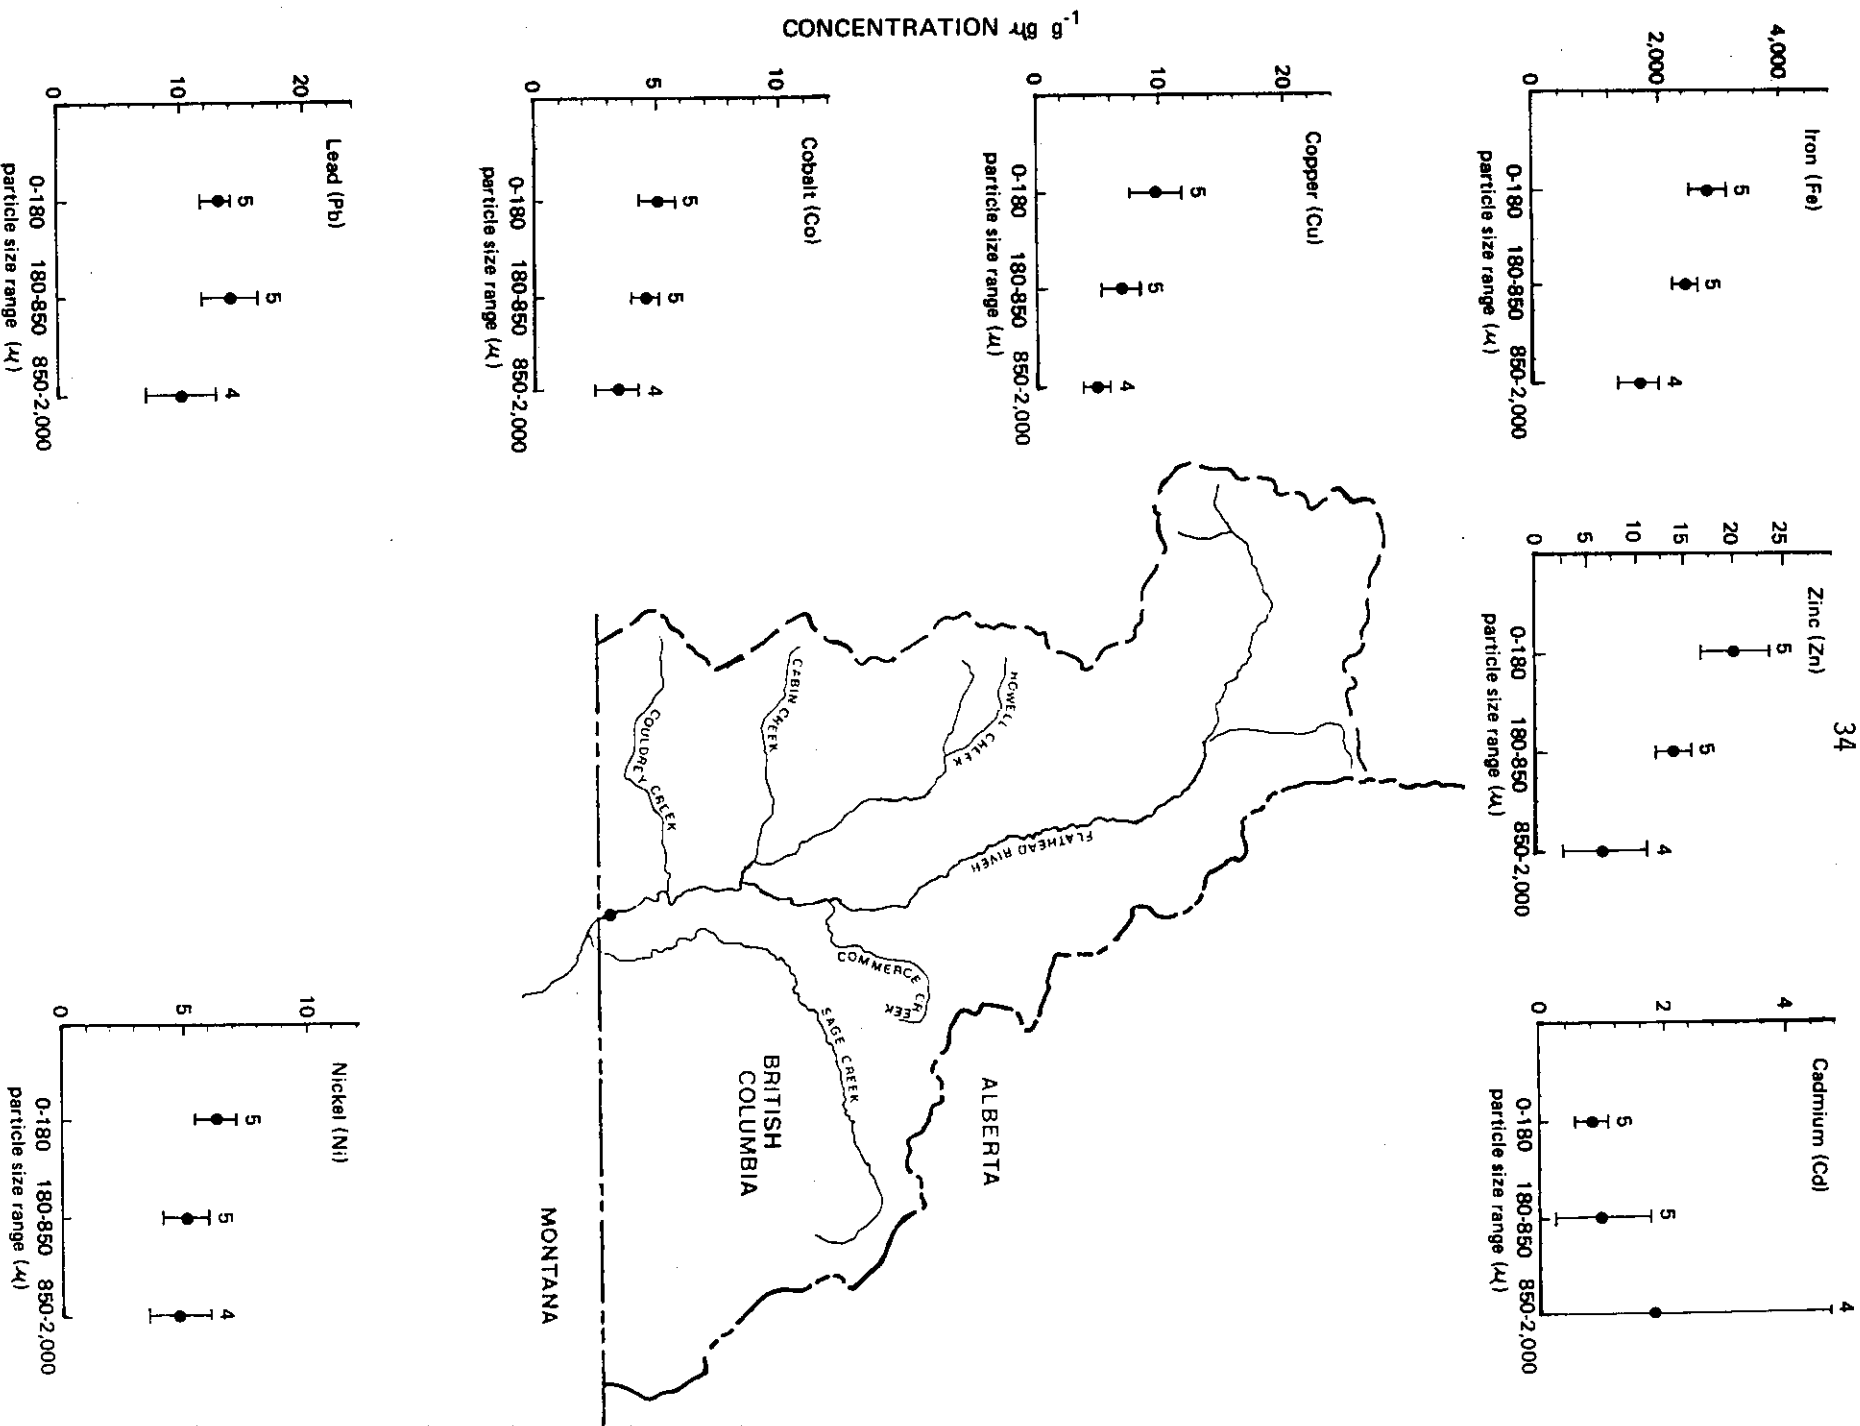 34
CONCENTRATION μg g⁻¹
4,000
2,000
0
Iron (Fe)
5
5
4
0-180 180-850 850-2,000
particle size range (μ)
25
20
15
10
5
0
Zinc (Zn)
5
5
4
0-180 180-850 850-2,000
particle size range (μ)
4
2
0
Cadmium (Cd)
5
5
4
0-180 180-850 850-2,000
particle size range (μ)
20
10
0
Copper (Cu)
5
5
4
0-180 180-850 850-2,000
particle size range (μ)
10
5
0
Cobalt (Co)
5
5
4
0-180 180-850 850-2,000
particle size range (μ)
20
10
0
Lead (Pb)
5
5
4
0-180 180-850 850-2,000
particle size range (μ)
10
5
0
Nickel (Ni)
5
5
4
0-180 180-850 850-2,000
particle size range (μ)
FLATHEAD RIVER
HOWELL CREEK
CABIN CREEK
COULDREY CREEK
COMMERCE CREEK
SAGE CREEK
ALBERTA
BRITISH
COLUMBIA
MONTANA